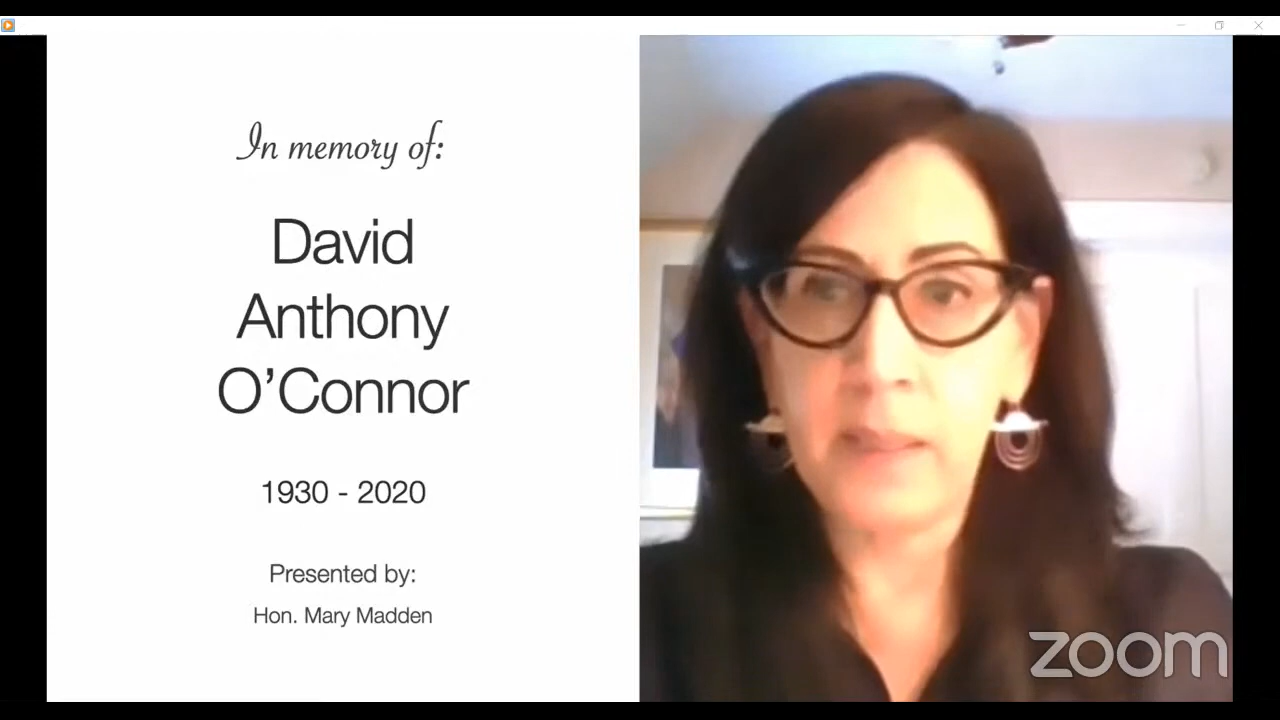 In memory of:
David
Anthony
O’Connor
1930 - 2020
Presented by:
Hon. Mary Madden
zoom